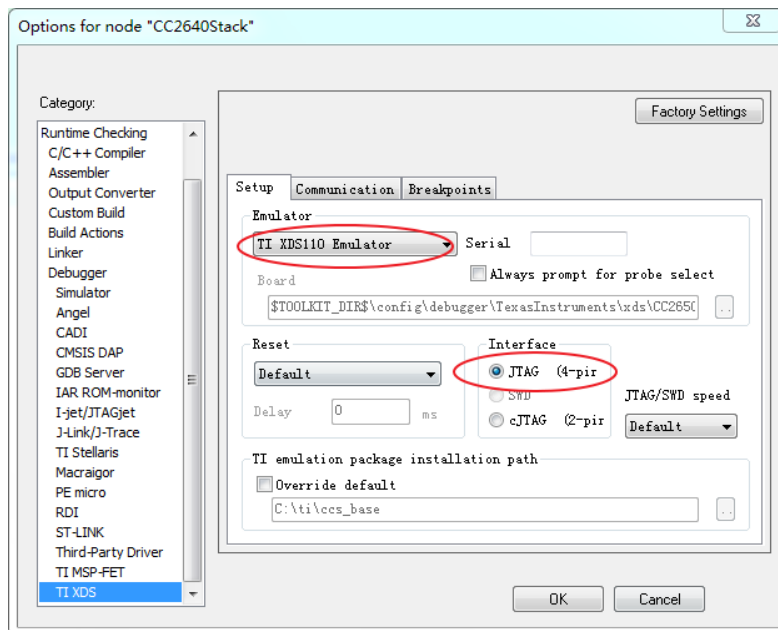 Options for node "CC2640Stack"
Category:
Factory Settings
Runtime Checking
C/C++ Compiler
Assembler
Output Converter
Custom Build
Build Actions
Linker
Debugger
Simulator
Angel
CADI
CMSIS DAP
GDB Server
IAR ROM-monitor
I-jet/JTAGjet
J-Link/J-Trace
TI Stellaris
Macraigor
PE micro
RDI
ST-LINK
Third-Party Driver
TI MSP-FET
TI XDS
Setup Communication Breakpoints
Emulator
TI XDS110 Emulator Serial
Always prompt for probe select
Board
$TOOLKIT_DIR$\config\debugger\TexasInstruments\xds\CC265( ..
Reset Interface
Default JTAG (4-pir
SWD JTAG/SWD speed
Delay 0 ms cJTAG (2-pir Default
TI emulation package installation path
Override default
C:\ti\ccs_base ..
OK Cancel